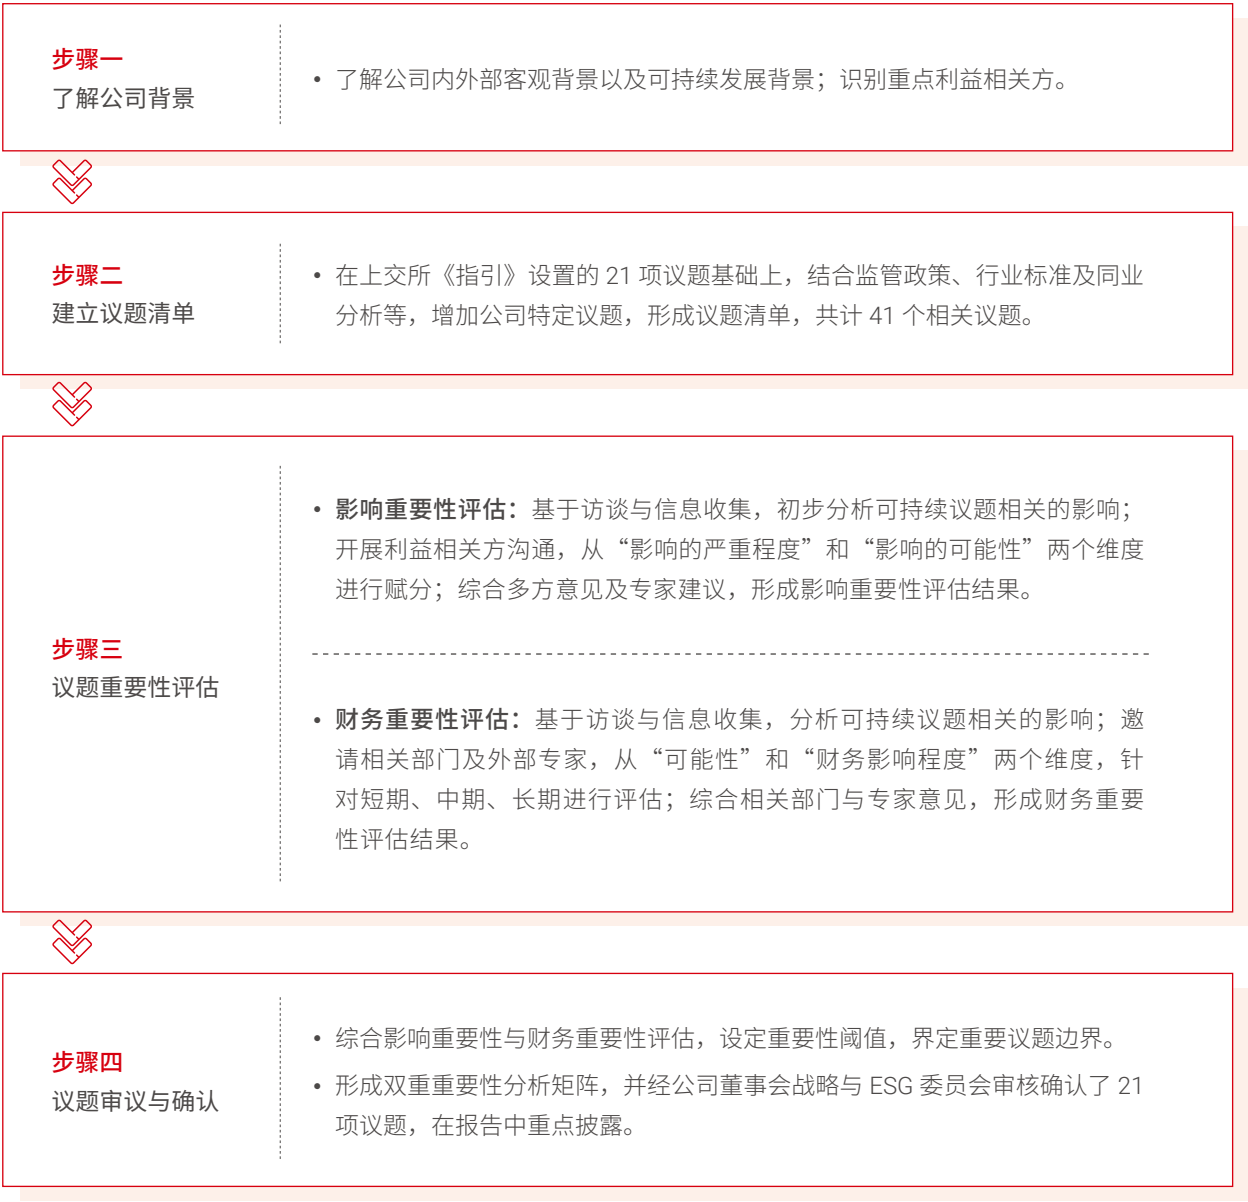 步骤一
了解公司背景
• 了解公司内外部客观背景以及可持续发展背景；识别重点利益相关方。
步骤二
建立议题清单
• 在上交所《指引》设置的 21 项议题基础上，结合监管政策、行业标准及同业
分析等，增加公司特定议题，形成议题清单，共计 41 个相关议题。
步骤三
议题重要性评估
• 影响重要性评估：基于访谈与信息收集，初步分析可持续议题相关的影响；
开展利益相关方沟通，从“影响的严重程度”和“影响的可能性”两个维度
进行赋分；综合多方意见及专家建议，形成影响重要性评估结果。
• 财务重要性评估：基于访谈与信息收集，分析可持续议题相关的影响；邀
请相关部门及外部专家，从“可能性”和“财务影响程度”两个维度，针
对短期、中期、长期进行评估；综合相关部门与专家意见，形成财务重要
性评估结果。
步骤四
议题审议与确认
• 综合影响重要性与财务重要性评估，设定重要性阈值，界定重要议题边界。
• 形成双重重要性分析矩阵，并经公司董事会战略与 ESG 委员会审核确认了 21
项议题，在报告中重点披露。